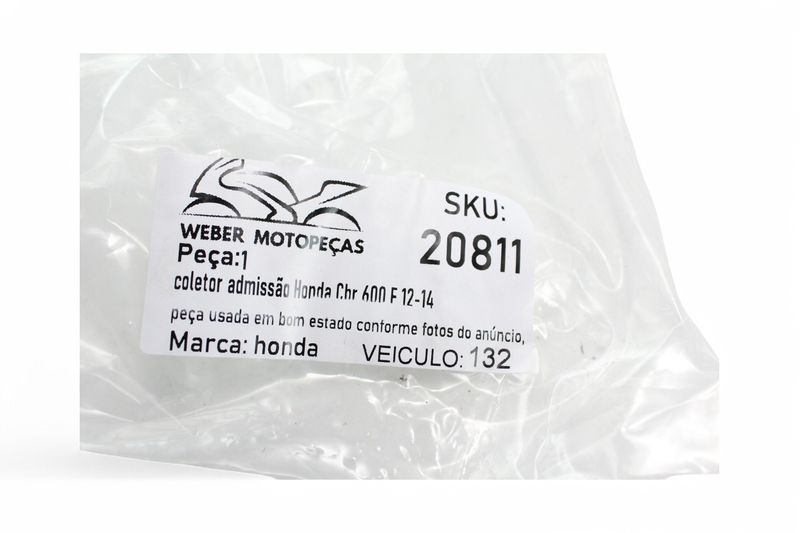 WEBER MOTOPEÇAS
SKU:
20811
Peça:1
coletor admissão Honda Cbr 600 F 12-14
peça usada em bom estado conforme fotos do anúncio,
Marca: honda
VEICULO: 132